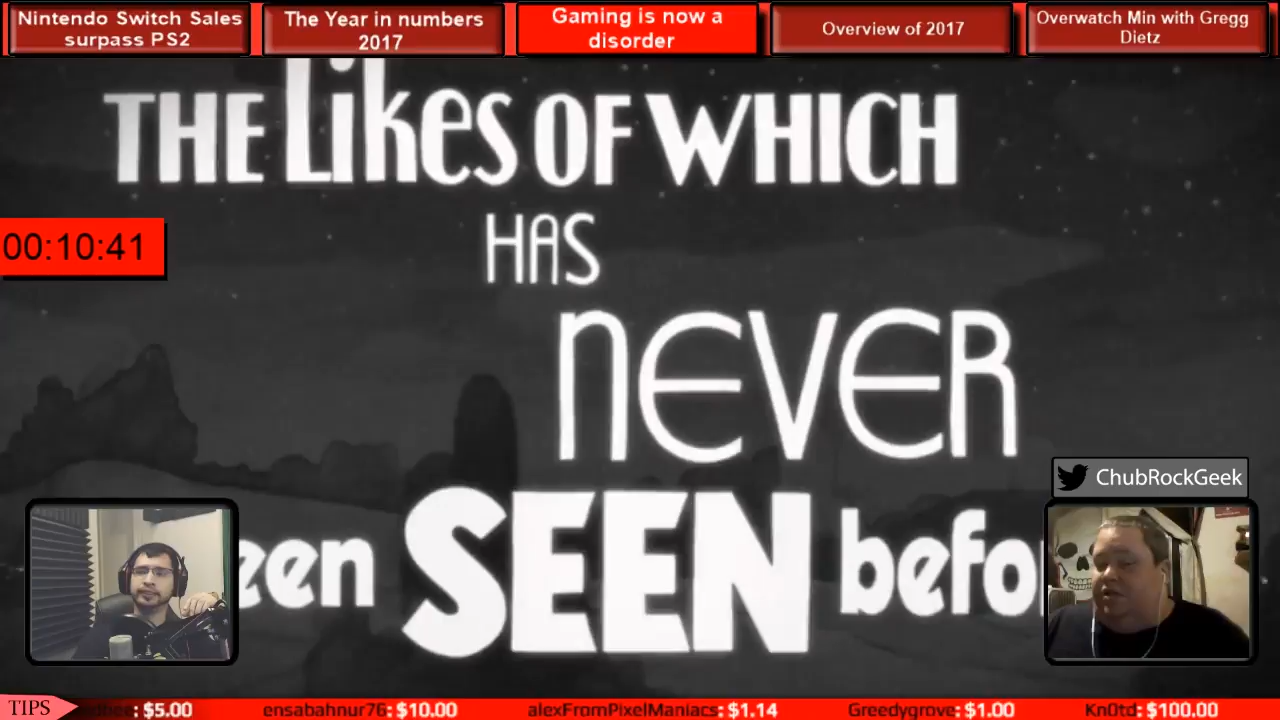 Nintendo Switch Sales
surpass PS2
The Year in numbers
2017
Gaming is now a
disorder
Overview of 2017
Overwatch Min with Gregg
Dietz
THE Likes OF WHICH
HAS
NEVER
00:10:41
SEEN
ChubRockGeek
TIPS : $5.00 ensabahnur76: $10.00 alexFromPixelManiacs: $1.14 Greedygrove: $1.00 Kn0td: $100.00